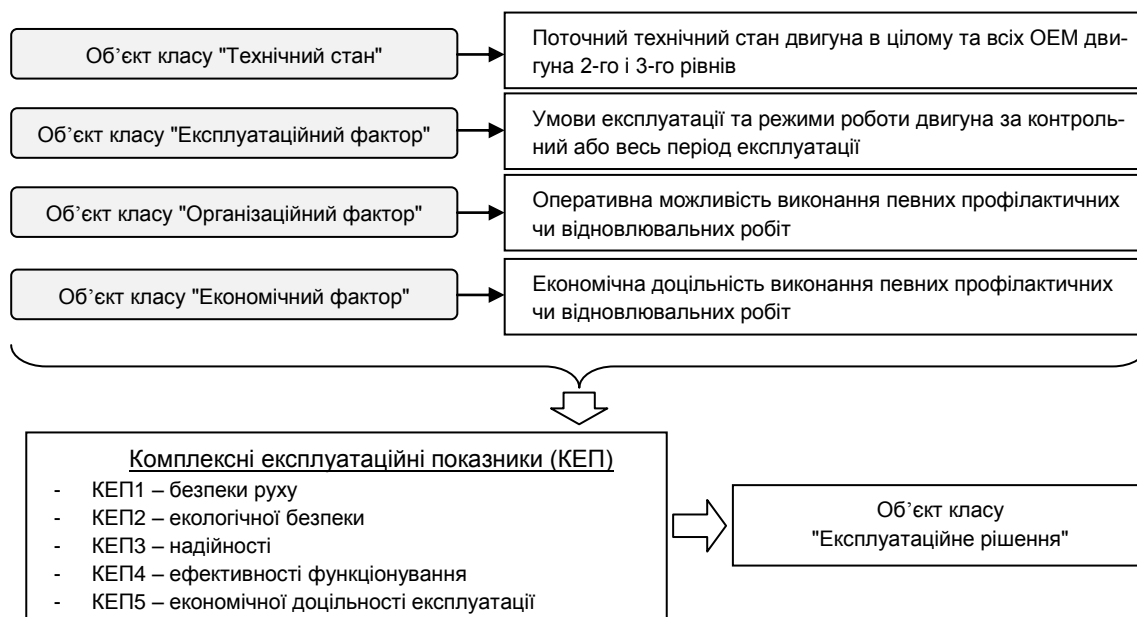 Об’єкт класу "Технічний стан"
Поточний технічний стан двигуна в цілому та всіх ОЕМ дви-
гуна 2-го і 3-го рівнів
Об’єкт класу "Експлуатаційний фактор"
Умови експлуатації та режими роботи двигуна за контроль-
ний або весь період експлуатації
Об’єкт класу "Організаційний фактор"
Оперативна можливість виконання певних профілактичних
чи відновлювальних робіт
Об’єкт класу "Економічний фактор"
Економічна доцільність виконання певних профілактичних
чи відновлювальних робіт
Комплексні експлуатаційні показники (КЕП)
- КЕП1 – безпеки руху
- КЕП2 – екологічної безпеки
- КЕП3 – надійності
- КЕП4 – ефективності функціонування
- КЕП5 – економічної доцільності експлуатації
Об’єкт класу
"Експлуатаційне рішення"